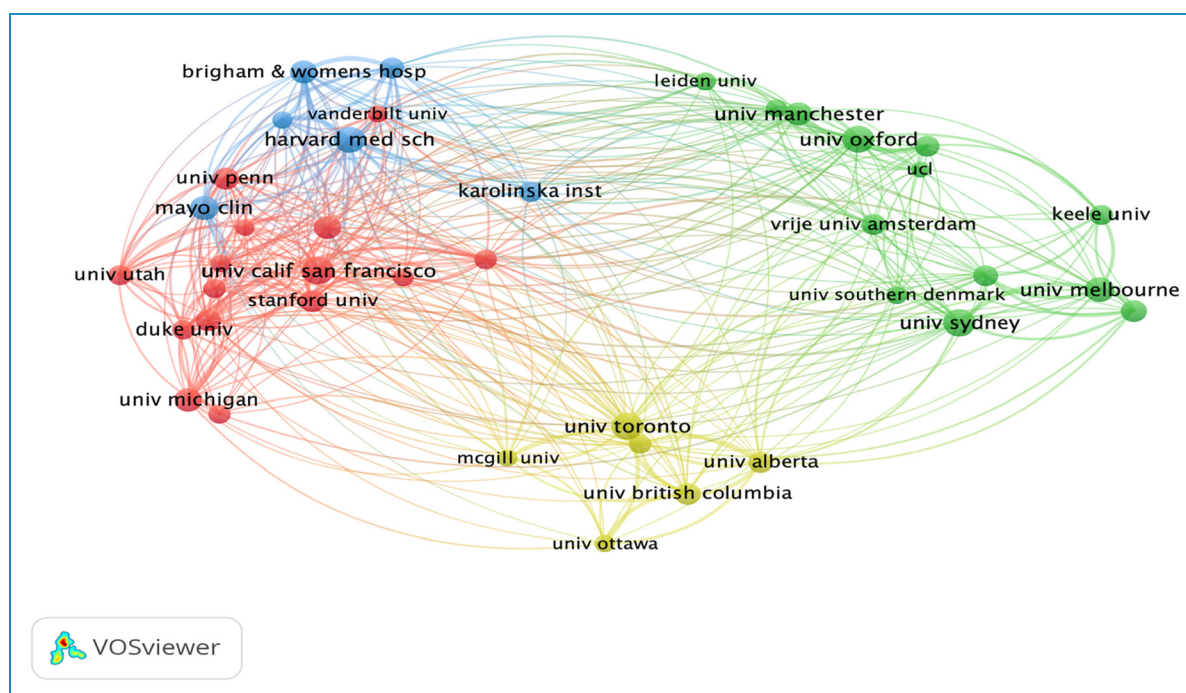 brigham & womens hosp
leiden univ
vanderbilt univ
univ manchester
harvard med sch
univ oxford
ucl
univ penn
karolinska inst
mayo clin
keele univ
vrije univ amsterdam
univ utah
univ calif san francisco
univ southern denmark
univ melbourne
stanford univ
duke univ
univ sydney
univ michigan
univ toronto
mcgill univ
univ alberta
univ british columbia
univ ottawa
VOSviewer